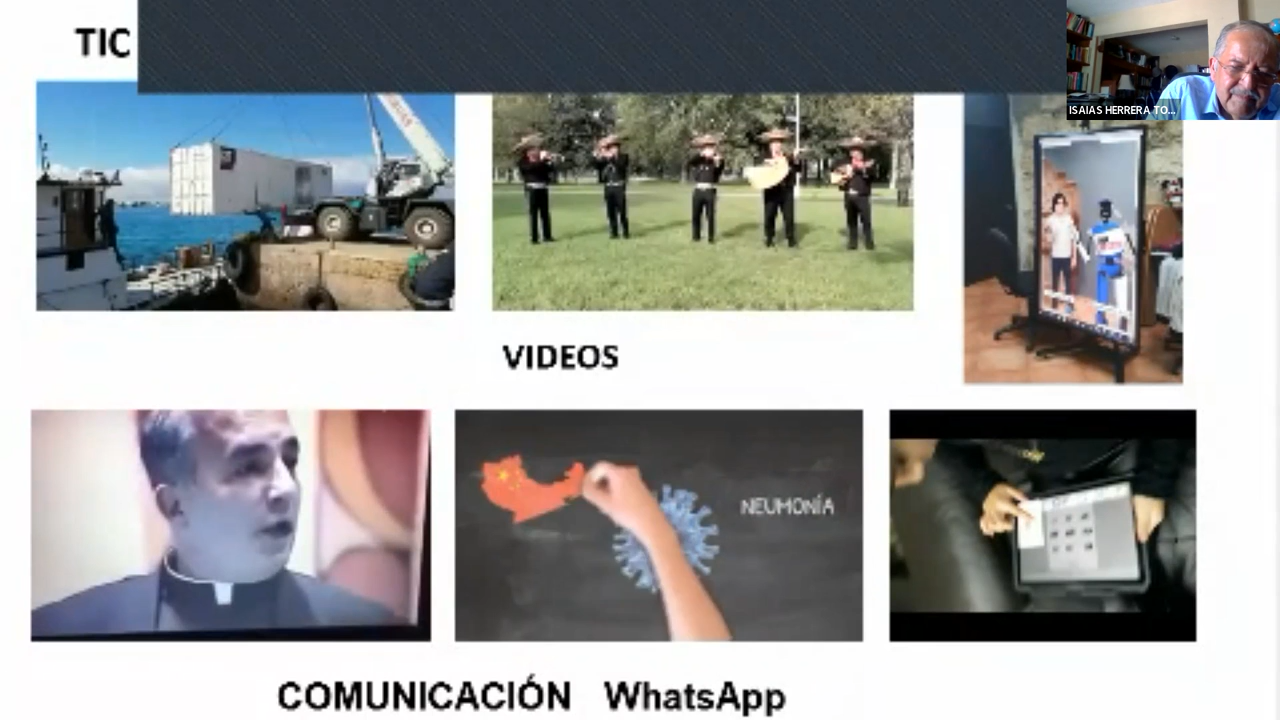 TIC
ISAIAS HERRERA TO...
VIDEOS
NEUMONÍA
COMUNICACIÓN WhatsApp